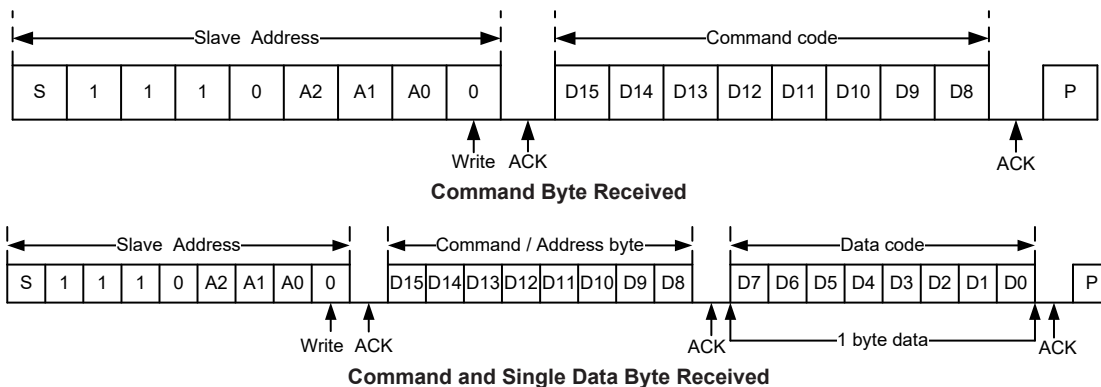 Slave Address Command code
S 1 1 1 0 A2 A1 A0 0 D15 D14 D13 D12 D11 D10 D9 D8 P
Write ACK ACK
Command Byte Received
Slave Address Command / Address byte Data code
S 1 1 1 0 A2 A1 A0 0 D15 D14 D13 D12 D11 D10 D9 D8 D7 D6 D5 D4 D3 D2 D1 D0 P
Write ACK ACK 1 byte data ACK
Command and Single Data Byte Received